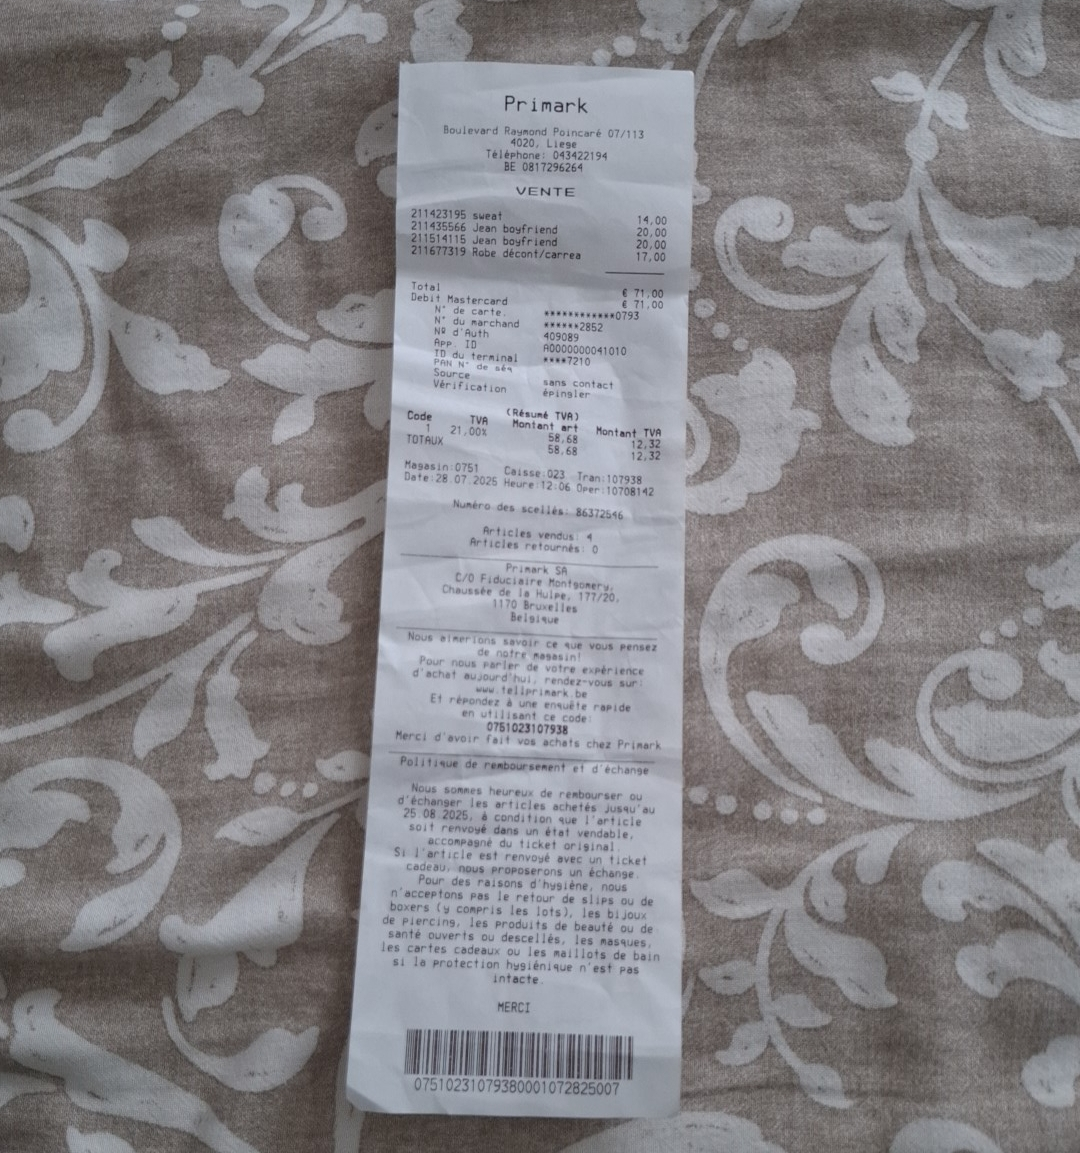 Primark
Boulevard Raymond Poincaré 07/113
4020, Liege
Téléphone: 043422194
BE 0817296264
VENTE
211423195 sweat 14,00
211435566 Jean boyfriend 20,00
211514115 Jean boyfriend 20,00
211677319 Robe décont/carrea 17,00
Total € 71,00
Debit Mastercard € 71,00
N° de carte. ************0793
N° du marchand ******2852
Nº d'Auth 409089
App. ID A0000000041010
ID du terminal ****7210
PAN N° de séq
Source sans contact
Vérification épingler
(Résumé TVA)
Code TVA Montant art Montant TVA
1 21,00% 58,68 12,32
TOTAUX 58,68 12,32
Magasin:0751 Caisse:023 Tran:107938
Date:28.07.2025 Heure:12:06 Oper:10708142
Numéro des scellés: 86372546
Articles vendus: 4
Articles retournés: 0
Primark SA
C/O Fiduciaire Montgomery,
Chaussée de la Hulpe, 177/20,
1170 Bruxelles
Belgique
Nous aimerions savoir ce que vous pensez
de notre magasin!
Pour nous parler de votre expérience
d'achat aujourd'hui, rendez-vous sur:
www.tellprimark.be
Et répondez à une enquête rapide
en utilisant ce code:
0751023107938
Merci d'avoir fait vos achats chez Primark
Politique de remboursement et d'échange
Nous sommes heureux de rembourser ou
d'échanger les articles achetés jusqu'au
25.08.2025, à condition que l'article
soit renvoyé dans un état vendable,
accompagné du ticket original.
Si l'article est renvoyé avec un ticket
cadeau, nous proposerons un échange.
Pour des raisons d'hygiène, nous
n'acceptons pas le retour de slips ou de
boxers (y compris les lots), les bijoux
de piercing, les produits de beauté ou de
santé ouverts ou descellés, les masques,
les cartes cadeaux ou les maillots de bain
si la protection hygiénique n'est pas
intacte.
MERCI
07510231079380001072825007